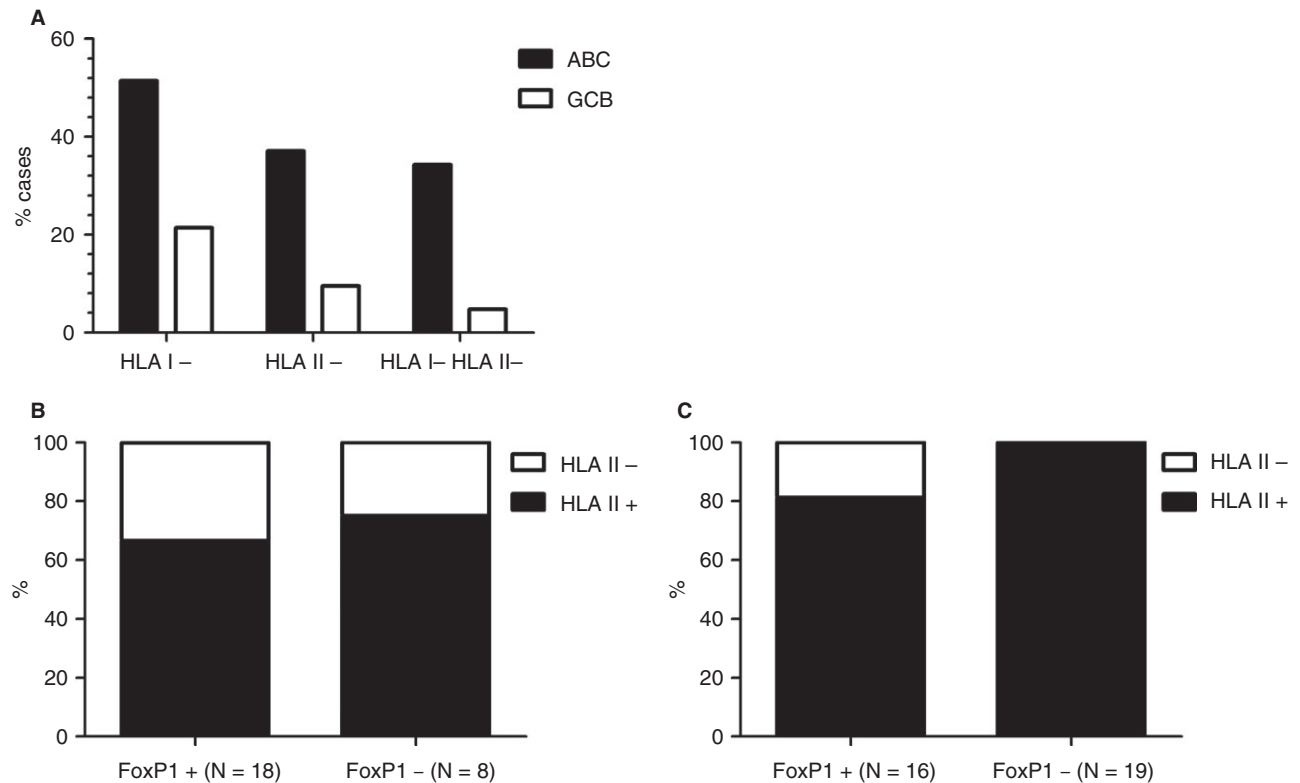 A
60
40
20
0
% cases
ABC
GCB
HLA I –
HLA II –
HLA I– HLA II–
B
100
80
60
40
20
0
%
HLA II –
HLA II +
FoxP1 + (N = 18)
FoxP1 – (N = 8)
C
100
80
60
40
20
0
%
HLA II –
HLA II +
FoxP1 + (N = 16)
FoxP1 – (N = 19)